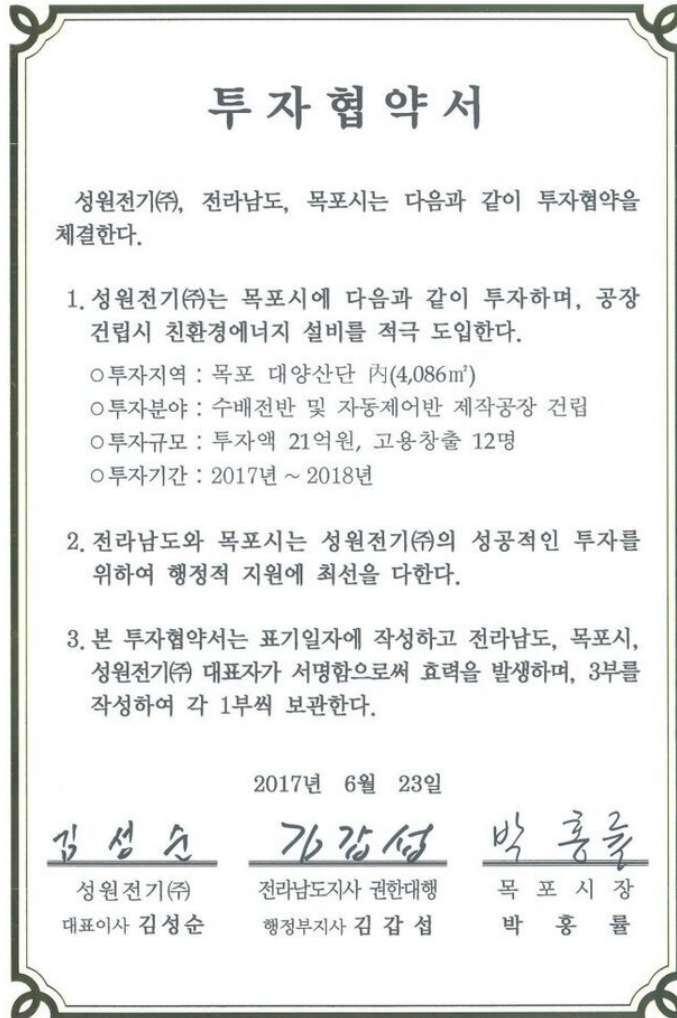 투자협약서
성원전기㈜, 전라남도, 목포시는 다음과 같이 투자협약을
체결한다.
1. 성원전기㈜는 목포시에 다음과 같이 투자하며, 공장
건립시 친환경에너지 설비를 적극 도입한다.
○투자지역 : 목포 대양산단 內(4,086㎡)
○투자분야 : 수배전반 및 자동제어반 제작공장 건립
○투자규모 : 투자액 21억원, 고용창출 12명
○투자기간 : 2017년 ~ 2018년
2. 전라남도와 목포시는 성원전기㈜의 성공적인 투자를
위하여 행정적 지원에 최선을 다한다.
3. 본 투자협약서는 표기일자에 작성하고 전라남도, 목포시,
성원전기㈜ 대표자가 서명함으로써 효력을 발생하며, 3부를
작성하여 각 1부씩 보관한다.
2017년 6월 23일
김성순 김갑섭 박홍률
성원전기㈜ 전라남도지사 권한대행 목포시장
대표이사 김성순 행정부지사 김갑섭 박홍률